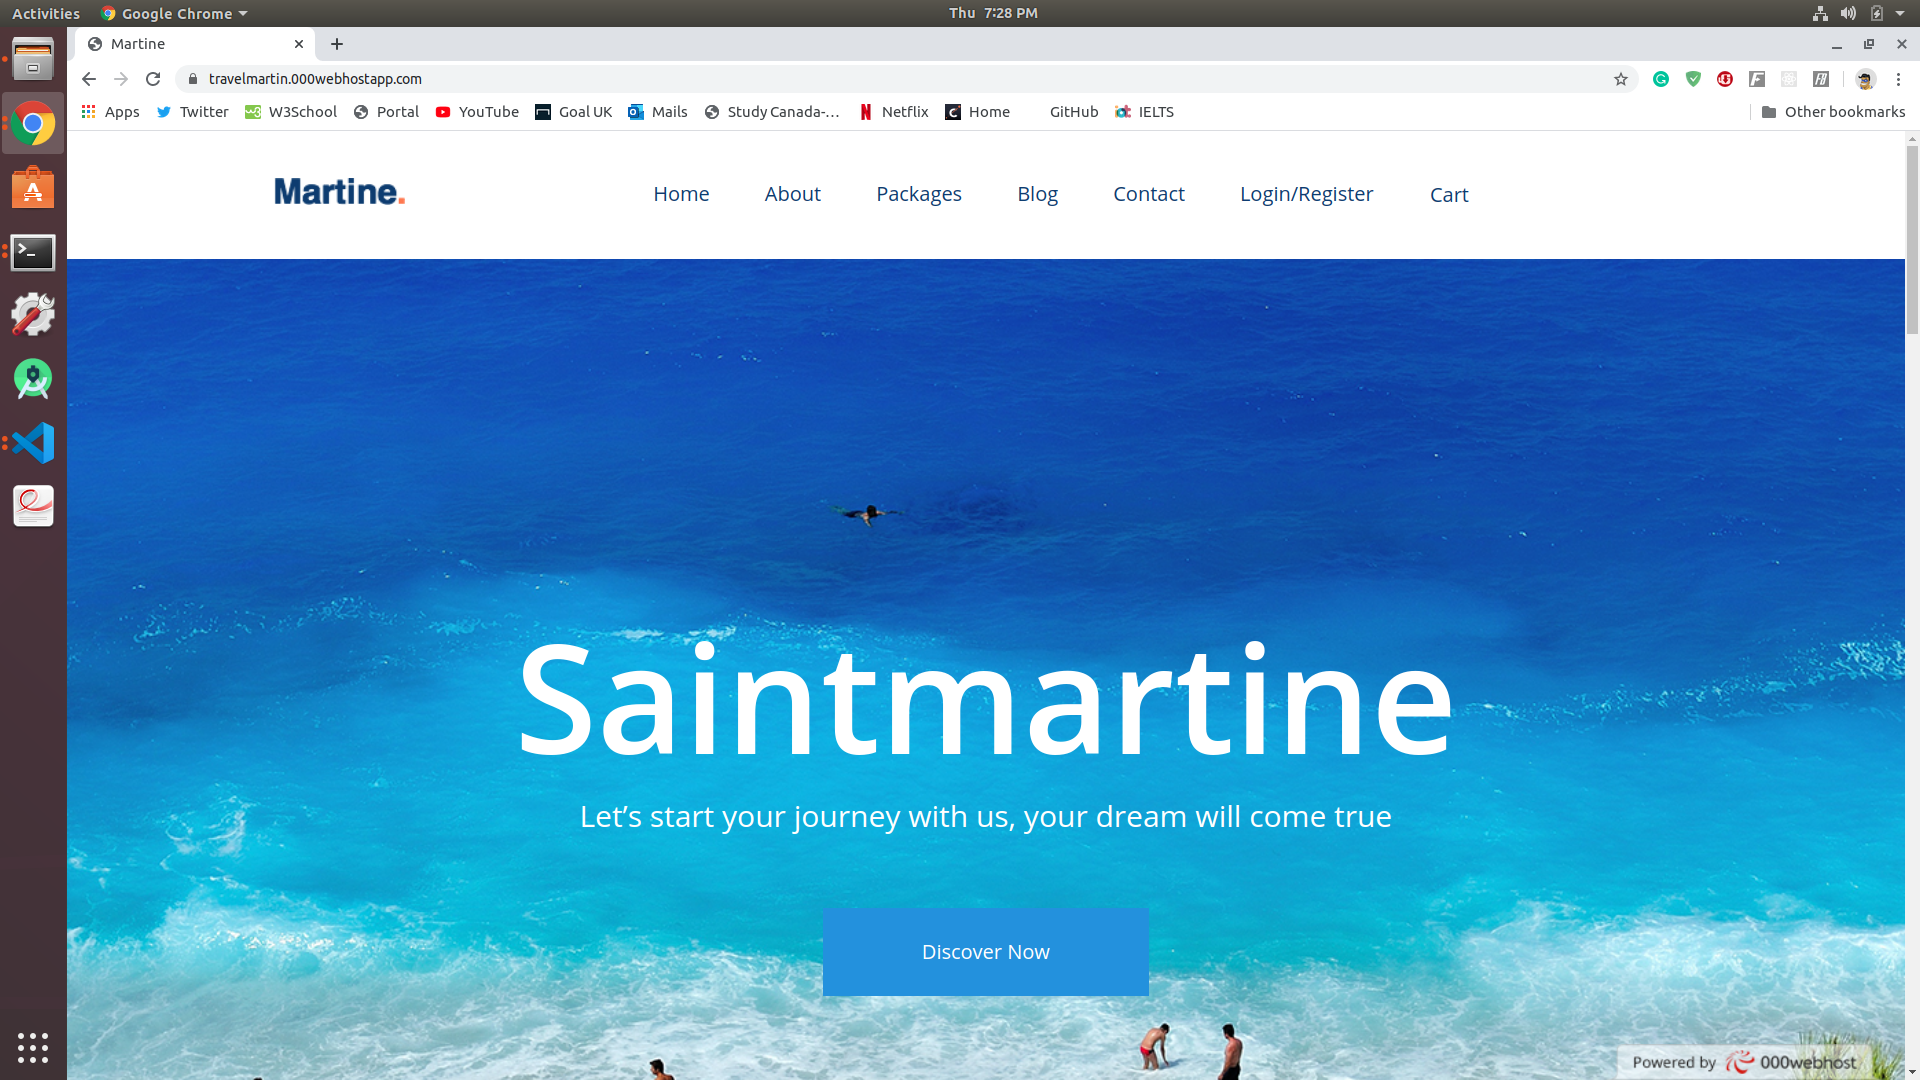 Activities
Google Chrome
Thu 7:28 PM
Martine
travelmartin.000webhostapp.com
Apps
Twitter
W3School
Portal
YouTube
Goal UK
Mails
Study Canada-...
Netflix
Home
GitHub
IELTS
Other bookmarks
Martine.
Home
About
Packages
Blog
Contact
Login/Register
Cart
Saintmartine
Let’s start your journey with us, your dream will come true
Discover Now
Powered by 000webhost